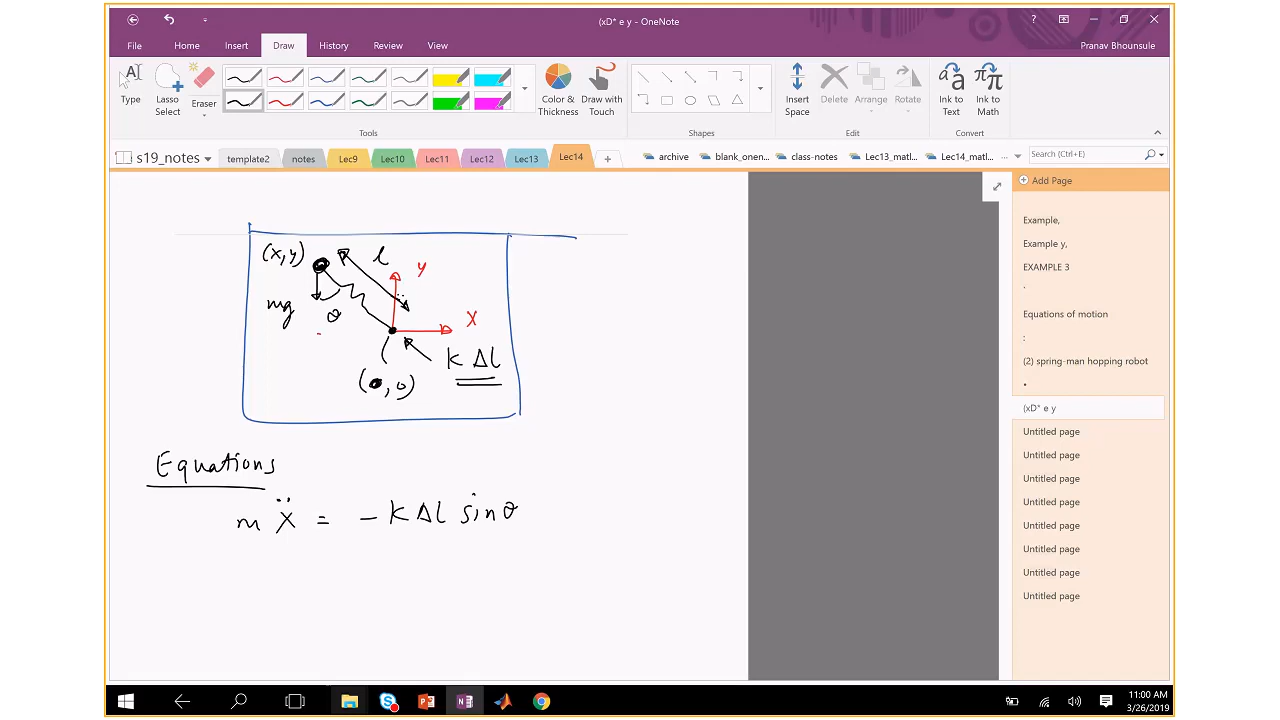 (xD* e y - OneNote
?
Pranav Bhounsule
File Home Insert Draw History Review View
Type
Lasso Select
Eraser
Color & Thickness
Draw with Touch
Insert Space
Delete
Arrange
Rotate
Ink to Text
Ink to Math
Tools
Shapes
Edit
Convert
s19_notes
template2 notes Lec9 Lec10 Lec11 Lec12 Lec13 Lec14 +
archive blank_onen... class-notes Lec13_matl... Lec14_matl... ...
Search (Ctrl+E)
Add Page
Example,
Example y,
EXAMPLE 3
`
Equations of motion
:
(2) spring-man hopping robot
•
(xD* e y
Untitled page
Untitled page
Untitled page
Untitled page
Untitled page
Untitled page
Untitled page
Untitled page
(x,y)
l
y
mg
θ
x
k Δl
(0,0)
Equations
m ẍ = - k Δl sinθ
11:00 AM
3/26/2019